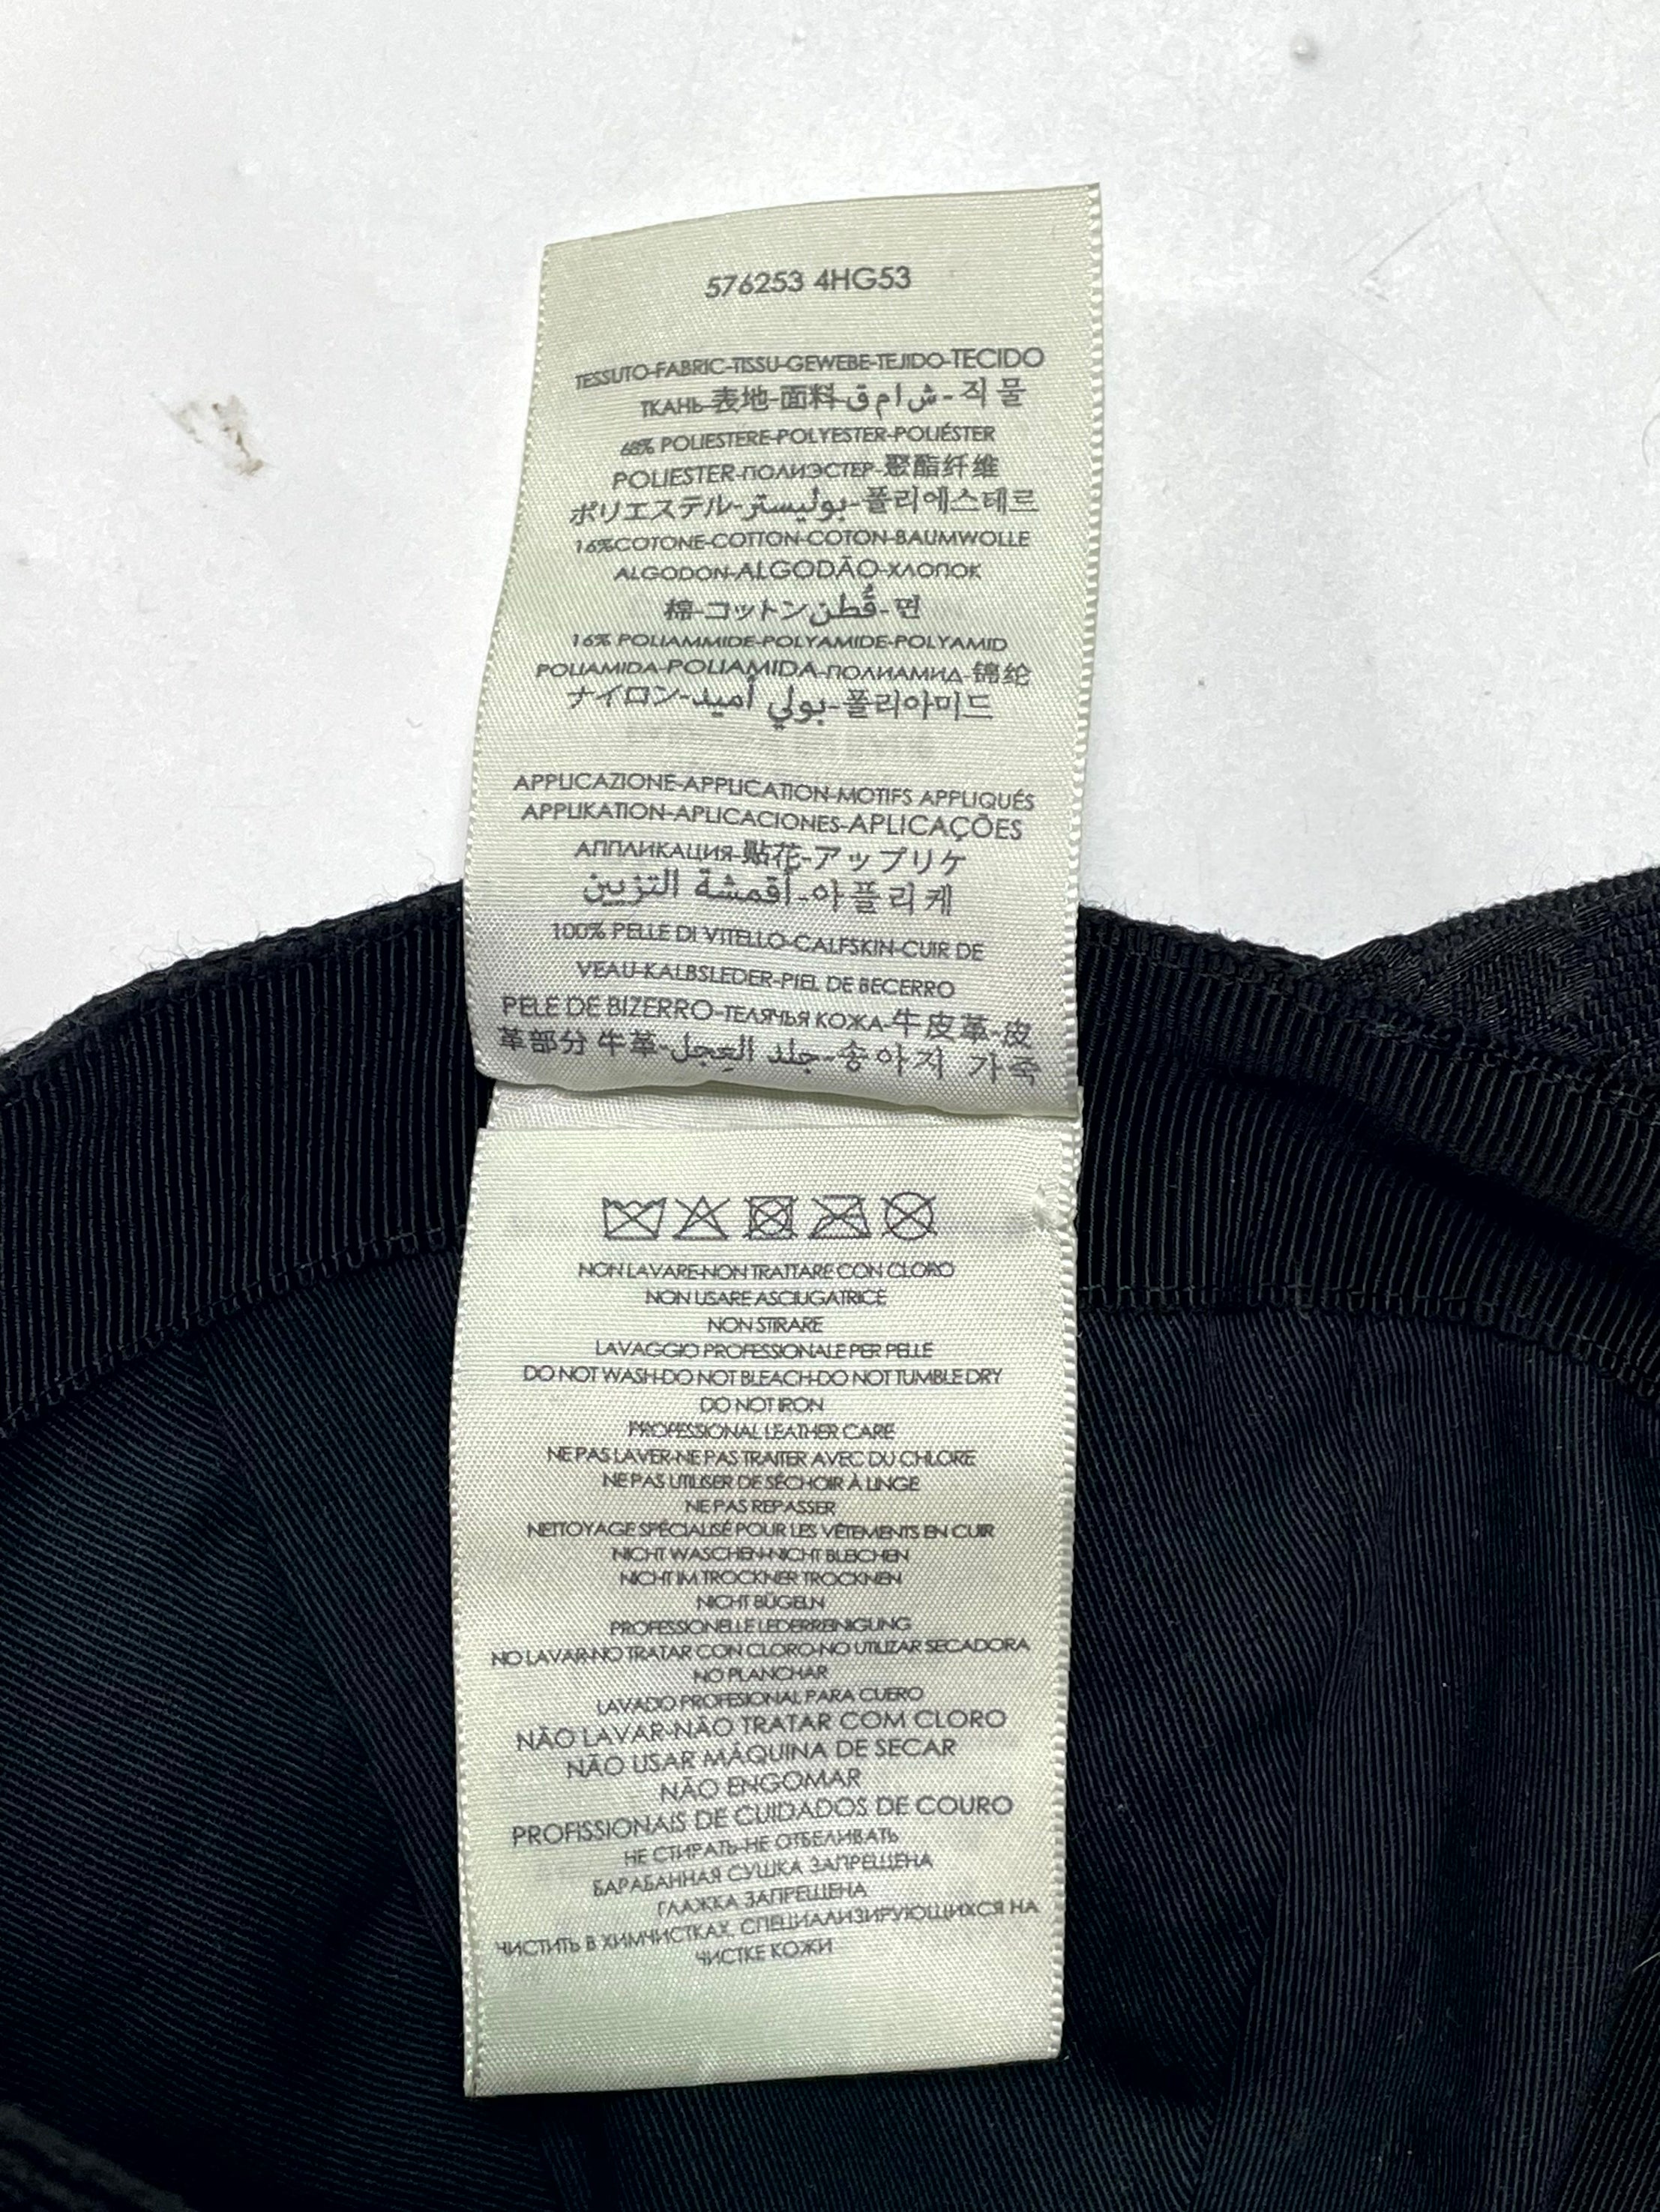 576253 4HG53
TESSUTO-FABRIC-TISSU-GEWEBE-TEJIDO-TECIDO
ТКАНЬ-表地-面料-ق ام ش-직 물
68% POLIESTERE-POLYESTER-POLIÉSTER
POLIESTER-ПОЛИЭСТЕР-聚酯纤维
ポリエステル-بوليستر-폴리에스테르
16%COTONE-COTTON-COTON-BAUMWOLLE
ALGODON-ALGODÃO-ХЛОПОК
棉-コットンقُطن-면
16% POLIAMMIDE-POLYAMIDE-POLYAMID
POLIAMIDA-POLIAMIDA-ПОЛИАМИД-锦纶
ナイロン-بولي أميد-폴리아미드
APPLICAZIONE-APPLICATION-MOTIFS APPLIQUÉS
APPLIKATION-APLICACIONES-APLICAÇÕES
АППЛИКАЦИЯ-貼花-アップリケ
أقمشة التزيين-아플리케
100% PELLE DI VITELLO-CALFSKIN-CUIR DE
VEAU-KALBSLEDER-PIEL DE BECERRO
PELE DE BIZERRO-ТЕЛЯЧЬЯ КОЖА-牛皮革-皮
革部分 牛革-جلد العِجل-송아지 가죽
NON LAVARE-NON TRATTARE CON CLORO
NON USARE ASCIUGATRICE
NON STIRARE
LAVAGGIO PROFESSIONALE PER PELLE
DO NOT WASH-DO NOT BLEACH-DO NOT TUMBLE DRY
DO NOT IRON
PROFESSIONAL LEATHER CARE
NE PAS LAVER-NE PAS TRAITER AVEC DU CHLORE
NE PAS UTILISER DE SÉCHOIR À LINGE
NE PAS REPASSER
NETTOYAGE SPÉCIALISÉ POUR LES VÊTEMENTS EN CUIR
NICHT WASCHEN-NICHT BLEICHEN
NICHT IM TROCKNER TROCKNEN
NICHT BÜGELN
PROFESSIONELLE LEDERREINIGUNG
NO LAVAR-NO TRATAR CON CLORO-NO UTILIZAR SECADORA
NO PLANCHAR
LAVADO PROFESIONAL PARA CUERO
NÃO LAVAR-NÃO TRATAR COM CLORO
NÃO USAR MÁQUINA DE SECAR
NÃO ENGOMAR
PROFISSIONAIS DE CUIDADOS DE COURO
НЕ СТИРАТЬ-НЕ ОТБЕЛИВАТЬ
БАРАБАННАЯ СУШКА ЗАПРЕЩЕНА
ГЛАЖКА ЗАПРЕЩЕНА
ЧИСТИТЬ В ХИМЧИСТКАХ, СПЕЦИАЛИЗИРУЮЩИХСЯ НА
ЧИСТКЕ КОЖИ